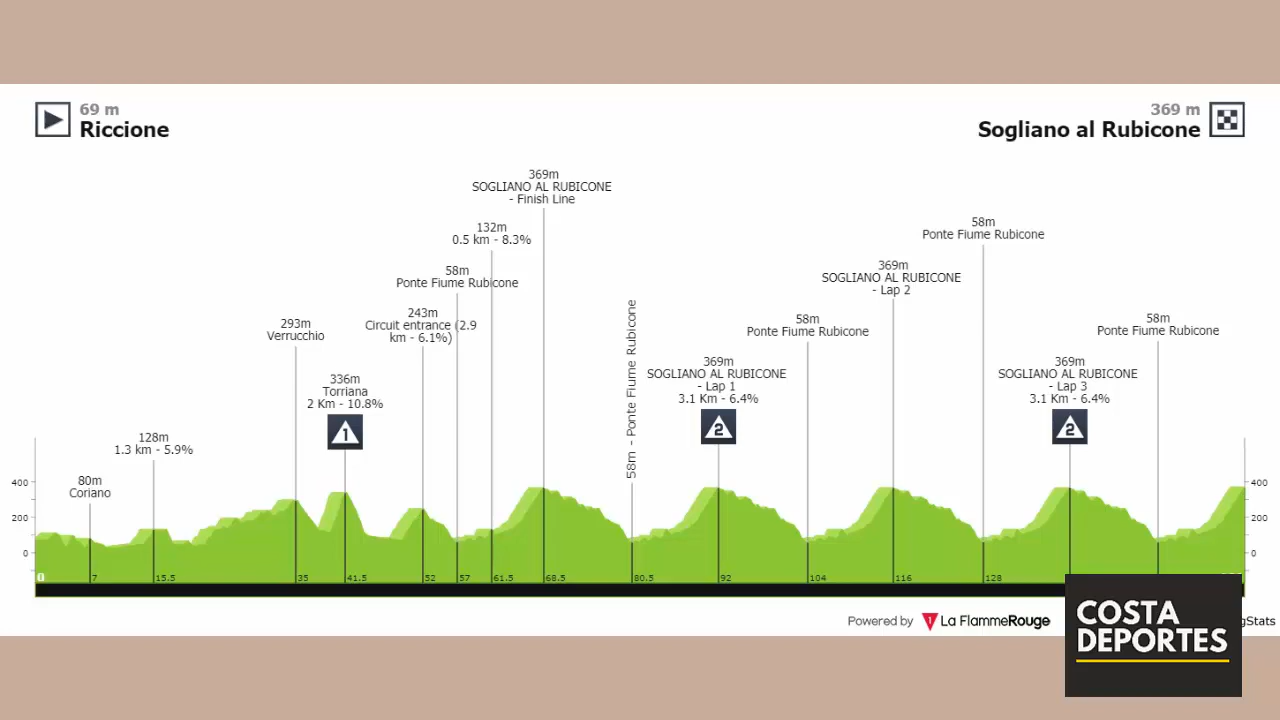 69 m
Riccione
369 m
Sogliano al Rubicone
369m
SOGLIANO AL RUBICONE
- Finish Line
132m
0.5 km - 8.3%
58m
Ponte Fiume Rubicone
243m
Circuit entrance (2.9
km - 6.1%)
293m
Verrucchio
336m
Torriana
2 Km - 10.8%
1
128m
1.3 km - 5.9%
80m
Coriano
58m - Ponte Fiume Rubicone
369m
SOGLIANO AL RUBICONE
- Lap 1
3.1 Km - 6.4%
2
58m
Ponte Fiume Rubicone
369m
SOGLIANO AL RUBICONE
- Lap 2
58m
Ponte Fiume Rubicone
369m
SOGLIANO AL RUBICONE
- Lap 3
3.1 Km - 6.4%
2
58m
Ponte Fiume Rubicone
400
200
0
400
200
0
0 7 15.5 35 41.5 52 57 61.5 68.5 80.5 92 104 116 128
Powered by La FlammeRouge
gStats
COSTA
DEPORTES